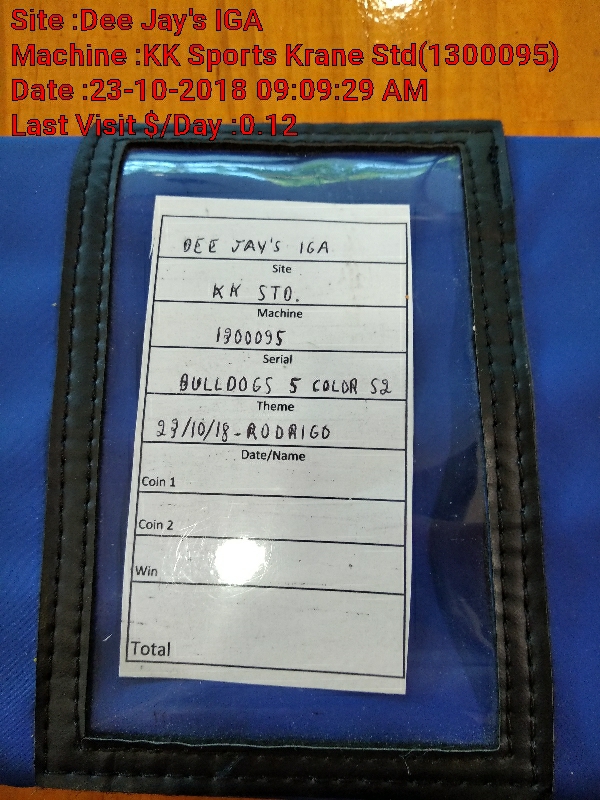 Site :Dee Jay's IGA
Machine :KK Sports Krane Std(1300095)
Date :23-10-2018 09:09:29 AM
Last Visit $/Day :0.12
DEE JAY'S IGA
Site
KK STD.
Machine
1300095
Serial
BULLDOGS 5 COLOR S2
Theme
23/10/18-RODRIGO
Date/Name
Coin 1
Coin 2
Win
Total